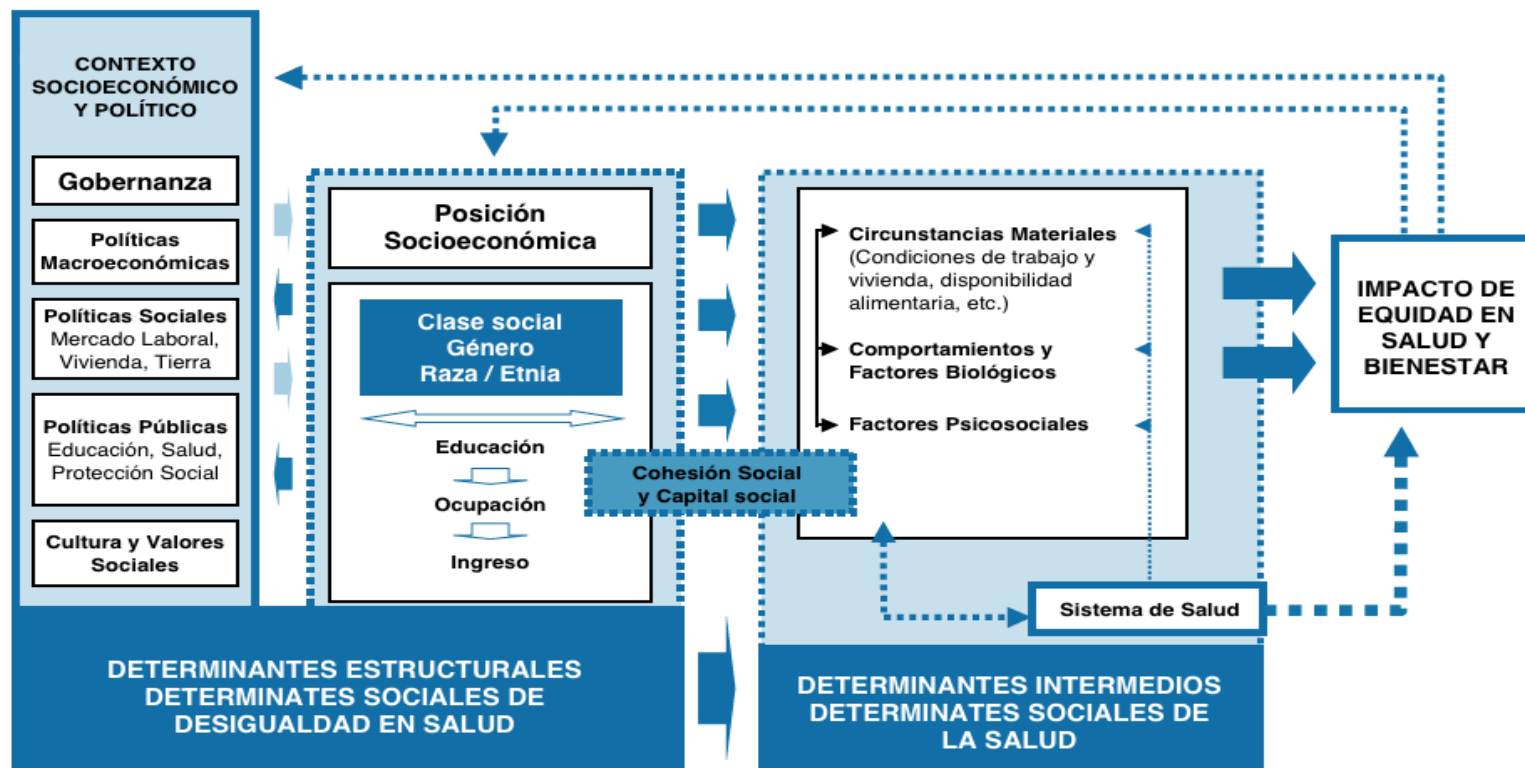 CONTEXTO
SOCIOECONÓMICO
Y POLÍTICO
Gobernanza
Políticas
Macroeconómicas
Políticas Sociales
Mercado Laboral,
Vivienda, Tierra
Políticas Públicas
Educación, Salud,
Protección Social
Cultura y Valores
Sociales
Posición
Socioeconómica
Clase social
Género
Raza / Etnia
Educación
Ocupación
Ingreso
Cohesión Social
y Capital social
Circunstancias Materiales
(Condiciones de trabajo y
vivienda, disponibilidad
alimentaria, etc.)
Comportamientos y
Factores Biológicos
Factores Psicosociales
Sistema de Salud
IMPACTO DE
EQUIDAD EN
SALUD Y
BIENESTAR
DETERMINANTES ESTRUCTURALES
DETERMINATES SOCIALES DE
DESIGUALDAD EN SALUD
DETERMINANTES INTERMEDIOS
DETERMINATES SOCIALES DE
LA SALUD